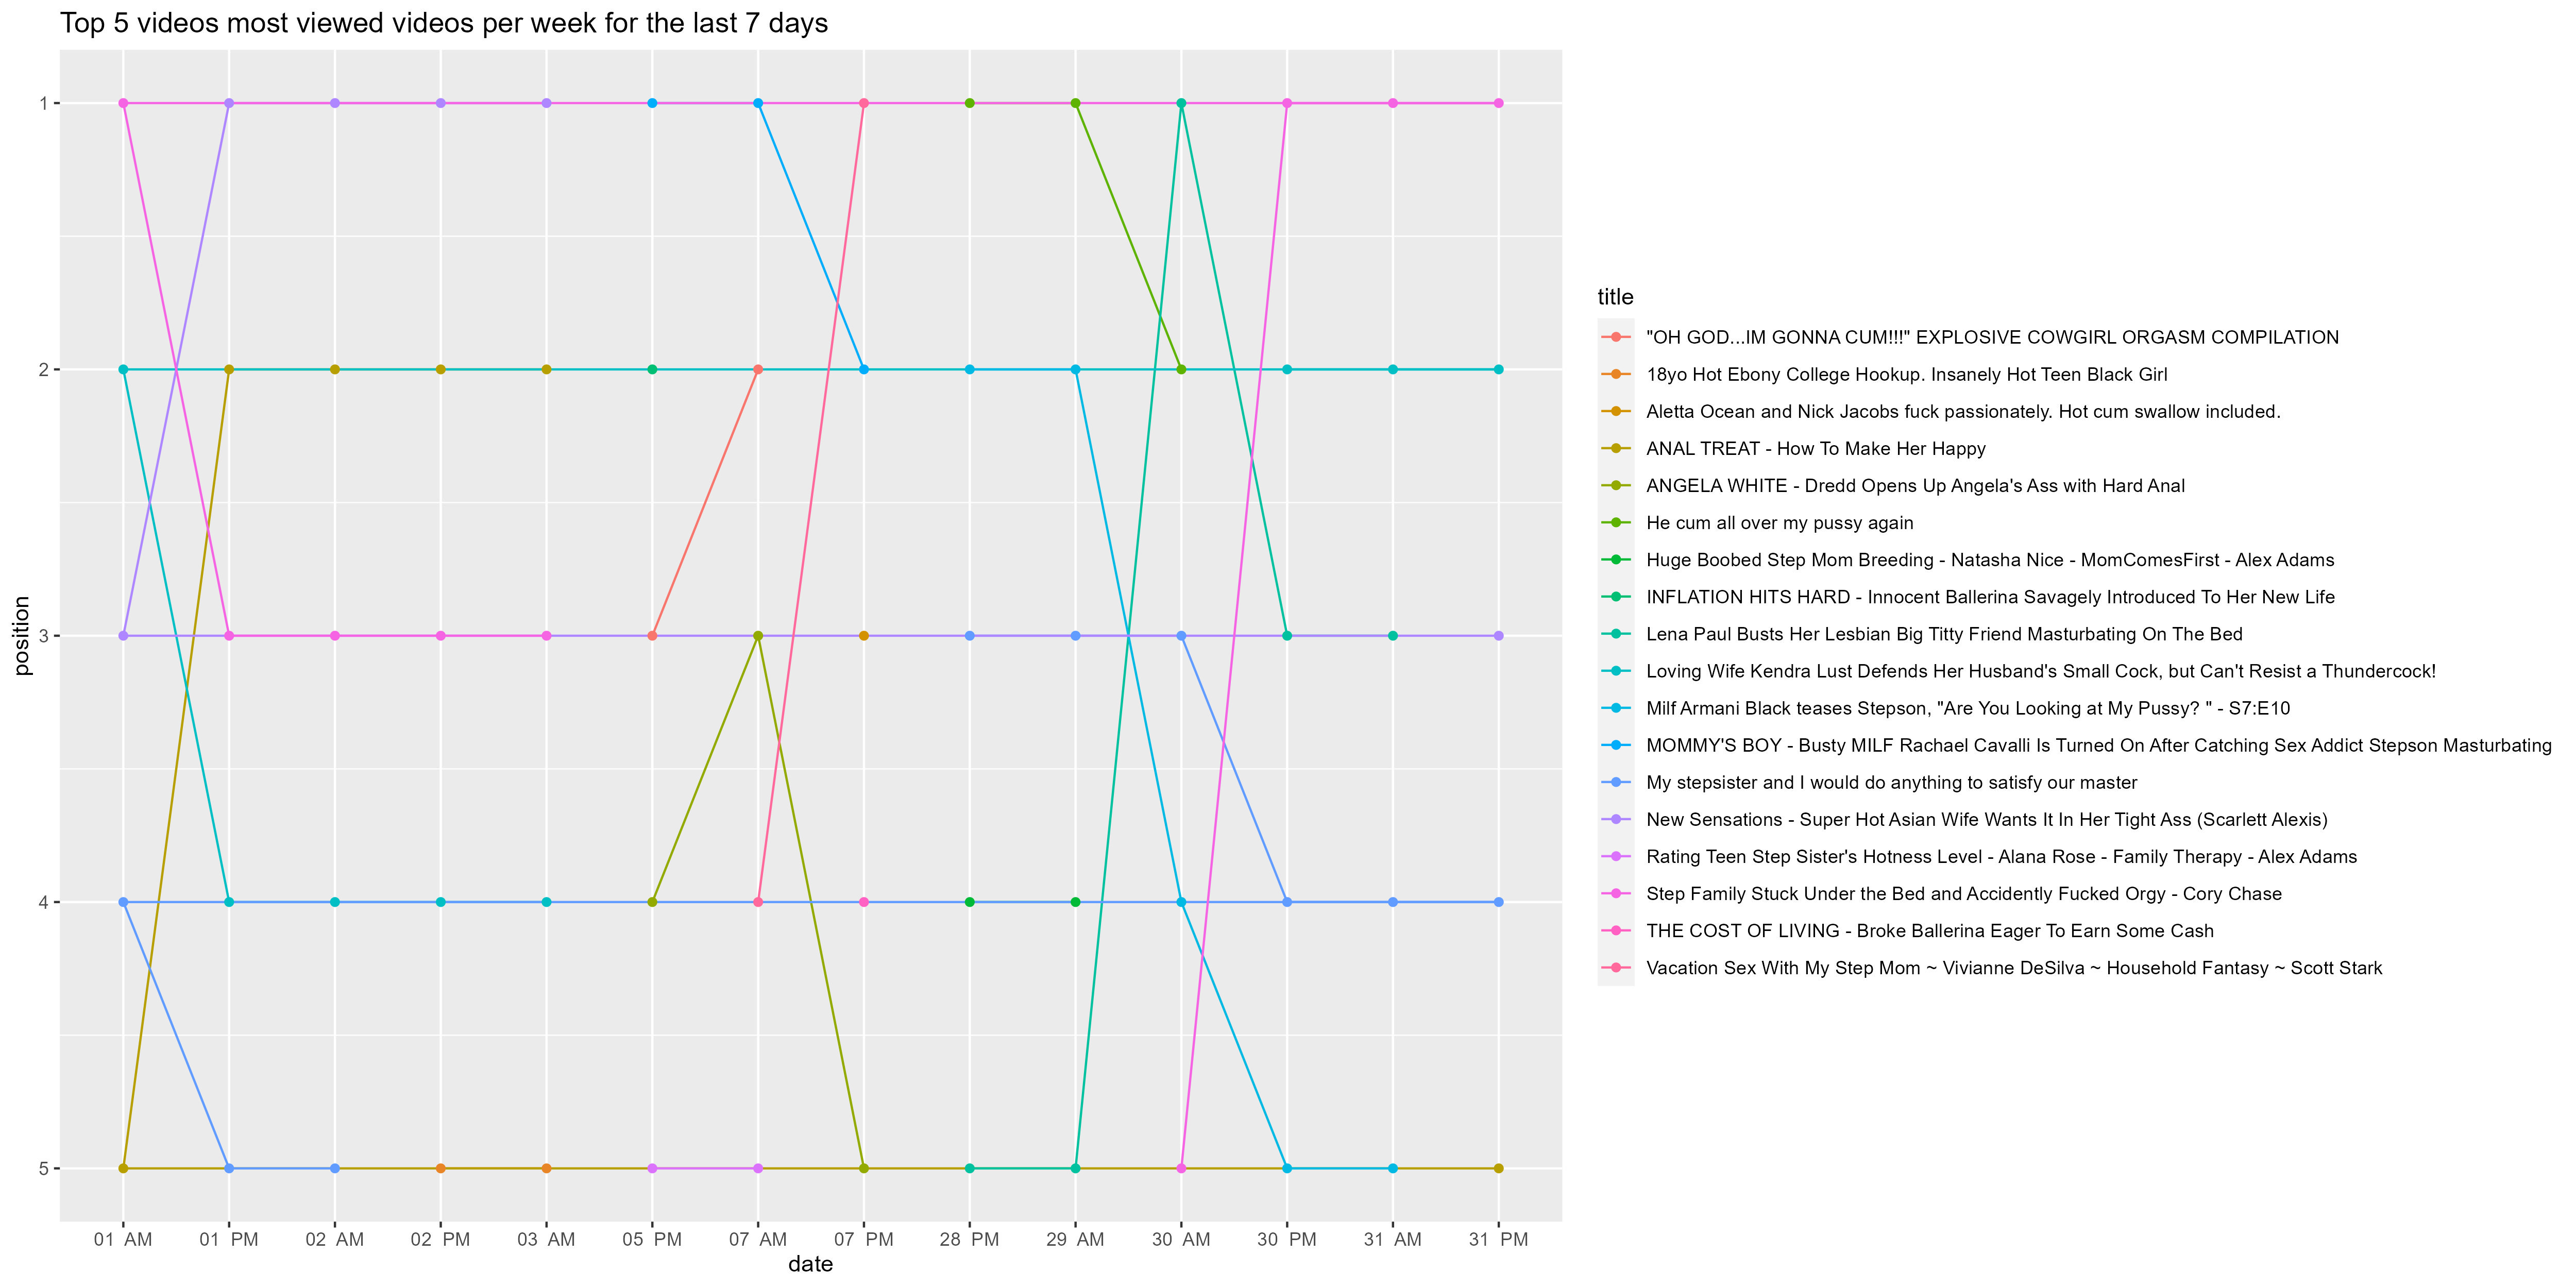 Top 5 videos most viewed videos per week for the last 7 days
1
2
3
4
5
position
01 AM
01 PM
02 AM
02 PM
03 AM
05 PM
07 AM
07 PM
28 PM
29 AM
30 AM
30 PM
31 AM
31 PM
date
title
"OH GOD...IM GONNA CUM!!!" EXPLOSIVE COWGIRL ORGASM COMPILATION
18yo Hot Ebony College Hookup. Insanely Hot Teen Black Girl
Aletta Ocean and Nick Jacobs fuck passionately. Hot cum swallow included.
ANAL TREAT - How To Make Her Happy
ANGELA WHITE - Dredd Opens Up Angela's Ass with Hard Anal
He cum all over my pussy again
Huge Boobed Step Mom Breeding - Natasha Nice - MomComesFirst - Alex Adams
INFLATION HITS HARD - Innocent Ballerina Savagely Introduced To Her New Life
Lena Paul Busts Her Lesbian Big Titty Friend Masturbating On The Bed
Loving Wife Kendra Lust Defends Her Husband's Small Cock, but Can't Resist a Thundercock!
Milf Armani Black teases Stepson, "Are You Looking at My Pussy? " - S7:E10
MOMMY'S BOY - Busty MILF Rachael Cavalli Is Turned On After Catching Sex Addict Stepson Masturbating
My stepsister and I would do anything to satisfy our master
New Sensations - Super Hot Asian Wife Wants It In Her Tight Ass (Scarlett Alexis)
Rating Teen Step Sister's Hotness Level - Alana Rose - Family Therapy - Alex Adams
Step Family Stuck Under the Bed and Accidently Fucked Orgy - Cory Chase
THE COST OF LIVING - Broke Ballerina Eager To Earn Some Cash
Vacation Sex With My Step Mom ~ Vivianne DeSilva ~ Household Fantasy ~ Scott Stark